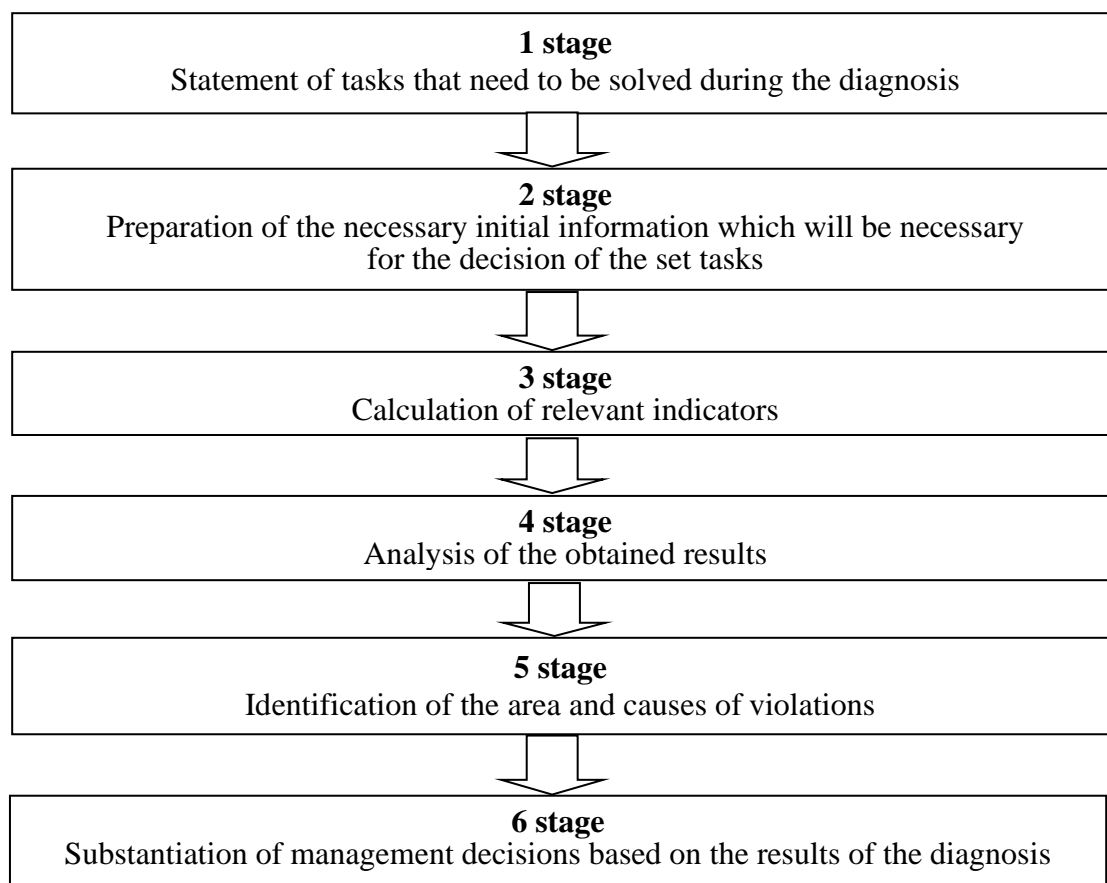 1 stage
Statement of tasks that need to be solved during the diagnosis
2 stage
Preparation of the necessary initial information which will be necessary
for the decision of the set tasks
3 stage
Calculation of relevant indicators
4 stage
Analysis of the obtained results
5 stage
Identification of the area and causes of violations
6 stage
Substantiation of management decisions based on the results of the diagnosis